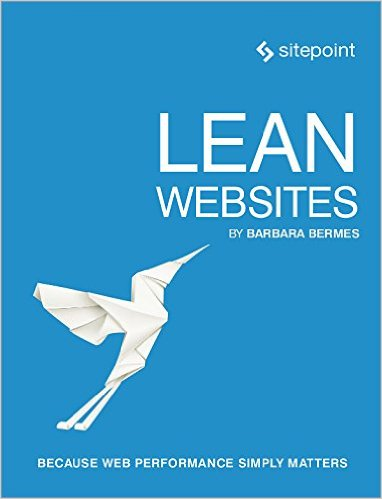 sitepoint
LEAN
WEBSITES
BY BARBARA BERMES
BECAUSE WEB PERFORMANCE SIMPLY MATTERS